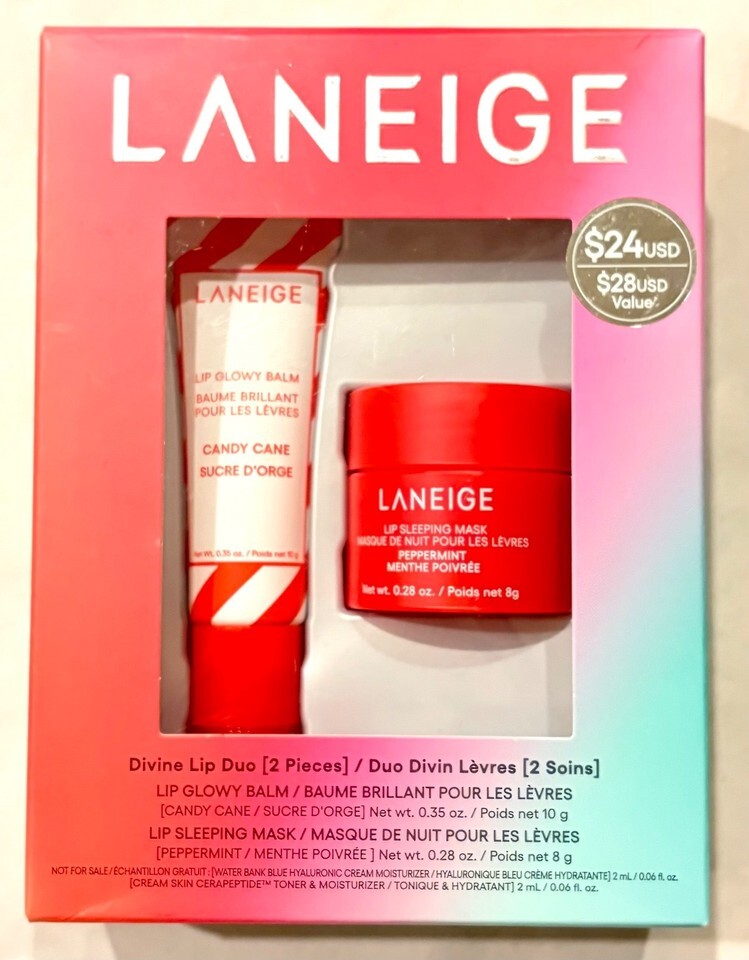 LANEIGE
$24USD
$28USD
Value*
LANEIGE
LIP GLOWY BALM
BAUME BRILLANT
POUR LES LÈVRES
CANDY CANE
SUCRE D'ORGE
Net Wt. 0.35 oz. / Poids net 10 g
LANEIGE
LIP SLEEPING MASK
MASQUE DE NUIT POUR LES LÈVRES
PEPPERMINT
MENTHE POIVRÉE
Net wt. 0.28 oz. / Poids net 8g
Divine Lip Duo [2 Pieces] / Duo Divin Lèvres [2 Soins]
LIP GLOWY BALM / BAUME BRILLANT POUR LES LÈVRES
[CANDY CANE / SUCRE D'ORGE] Net wt. 0.35 oz. / Poids net 10 g
LIP SLEEPING MASK / MASQUE DE NUIT POUR LES LÈVRES
[PEPPERMINT / MENTHE POIVRÉE ] Net wt. 0.28 oz. / Poids net 8 g
NOT FOR SALE / ÉCHANTILLON GRATUIT : [WATER BANK BLUE HYALURONIC CREAM MOISTURIZER / HYALURONIQUE BLEU CRÈME HYDRATANTE] 2 mL / 0.06 fl. oz.
[CREAM SKIN CERAPEPTIDE™ TONER & MOISTURIZER / TONIQUE & HYDRATANT] 2 mL / 0.06 fl. oz.